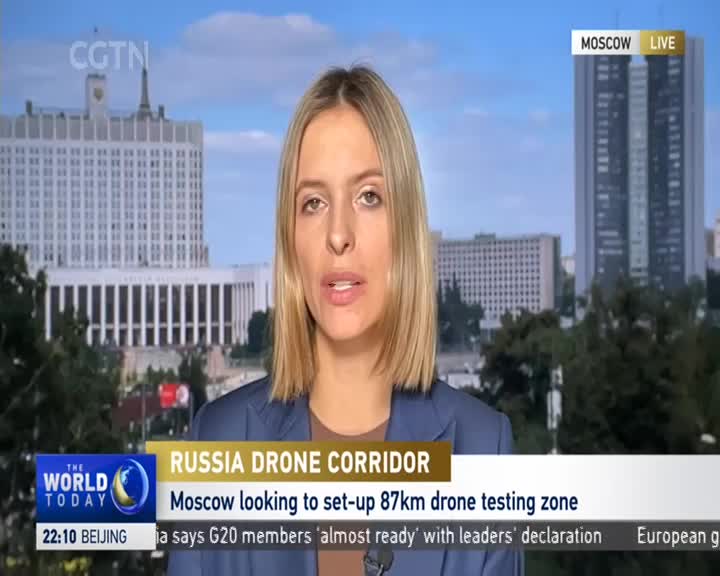 CGTN
MOSCOW LIVE
RUSSIA DRONE CORRIDOR
THE
WORLD
TODAY
Moscow looking to set-up 87km drone testing zone
22:10 BEIJING
ia says G20 members 'almost ready' with leaders' declaration European g